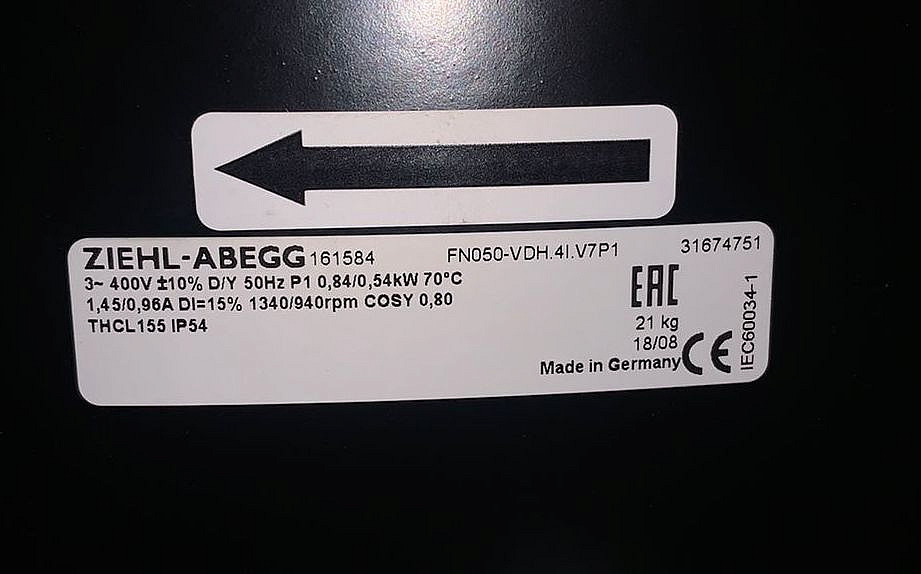 ZIEHL-ABEGG 161584 FN050-VDH.4I.V7P1 31674751
3~ 400V ±10% D/Y 50Hz P1 0,84/0,54kW 70°C
1,45/0,96A DI=15% 1340/940rpm COSY 0,80
THCL155 IP54
EAC
21 kg
18/08
Made in Germany CE
IEC60034-1